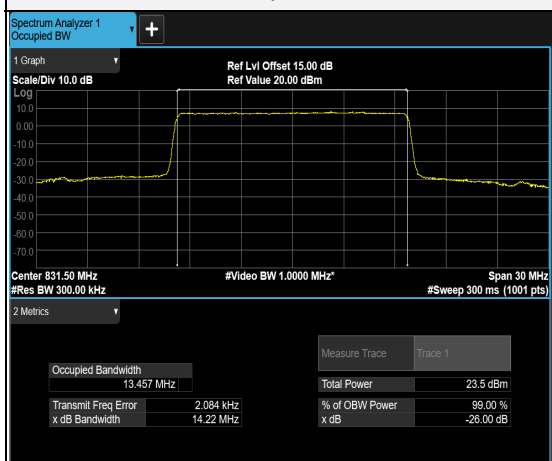 Spectrum Analyzer 1
Occupied BW
+
1 Graph
Ref Lvl Offset 15.00 dB
Scale/Div 10.0 dB
Ref Value 20.00 dBm
Log
10.0
0.00
-10.0
-20.0
-30.0
-40.0
-50.0
-60.0
-70.0
Center 831.50 MHz
#Video BW 1.0000 MHz*
Span 30 MHz
#Res BW 300.00 kHz
#Sweep 300 ms (1001 pts)
2 Metrics
Measure Trace
Trace 1
Occupied Bandwidth
13.457 MHz
Total Power
23.5 dBm
Transmit Freq Error
2.084 kHz
% of OBW Power
99.00 %
x dB Bandwidth
14.22 MHz
x dB
-26.00 dB